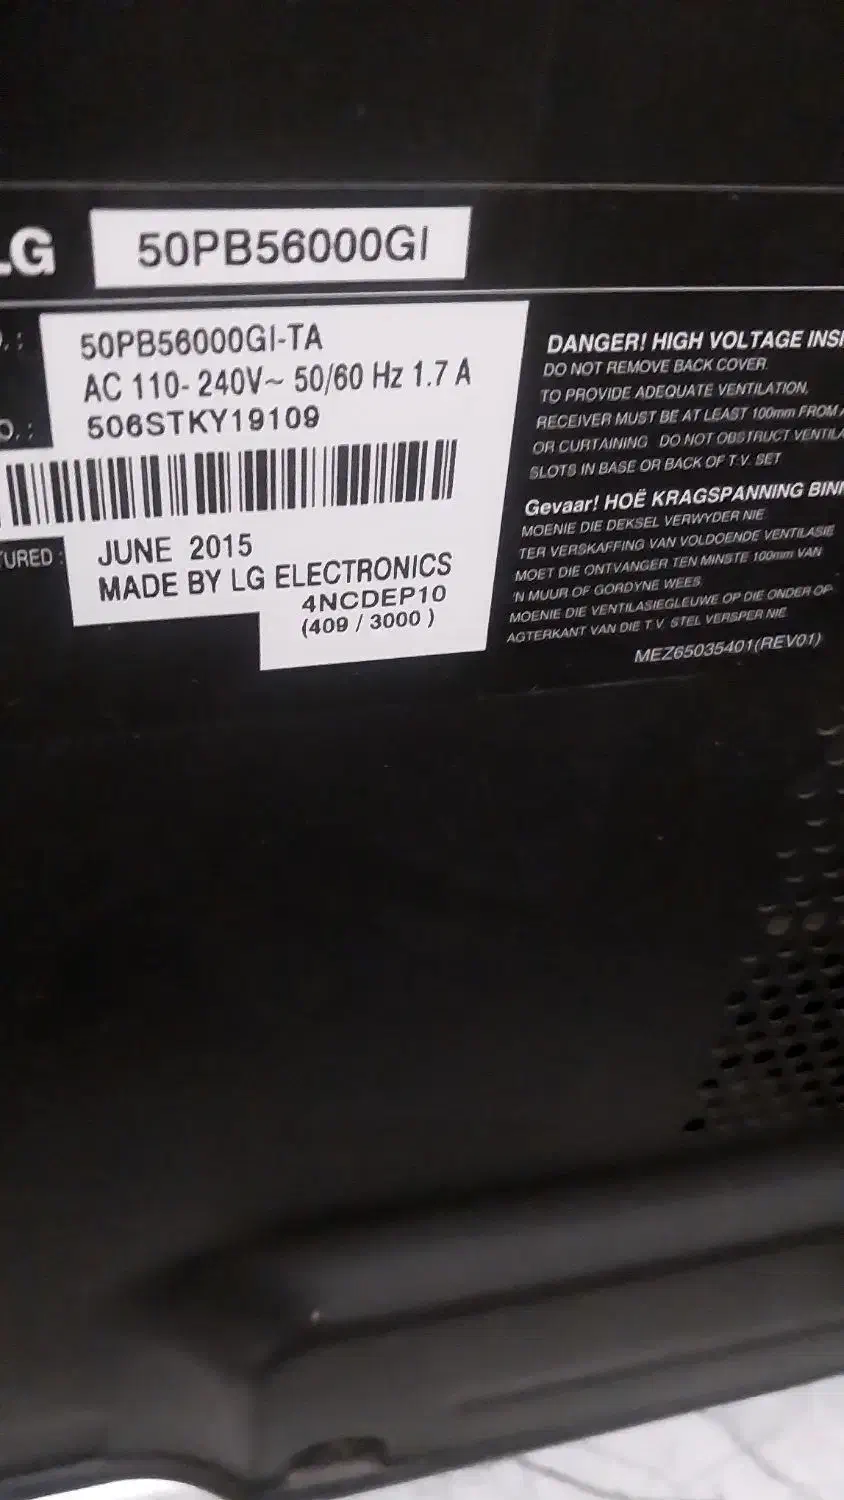 LG 50PB56000GI
50PB56000GI-TA
AC 110- 240V~ 50/60 Hz 1.7 A
506STKY19109
JUNE 2015
MADE BY LG ELECTRONICS
4NCDEP10
(409 / 3000 )
DANGER! HIGH VOLTAGE
DO NOT REMOVE BACK COVER.
TO PROVIDE ADEQUATE VENTILATION,
RECEIVER MUST BE AT LEAST 100mm FROM
OR CURTAINING DO NOT OBSTRUCT
SLOTS IN BASE OR BACK OF T.V. SET
Gevaar! HOË KRAGSPANNING
MOENIE DIE DEKSEL VERWYDER NIE
TER VERSKAFFING VAN VOLDOENDE VENTILASIE
MOET DIE ONTVANGER TEN MINSTE 100mm VAN
'N MUUR OF GORDYNE WEES.
MOENIE DIE VENTILASIEGLEUWE OP DIE ONDER OF
AGTERKANT VAN DIE T.V. STEL VERSPER NIE
MEZ65035401(REV01)